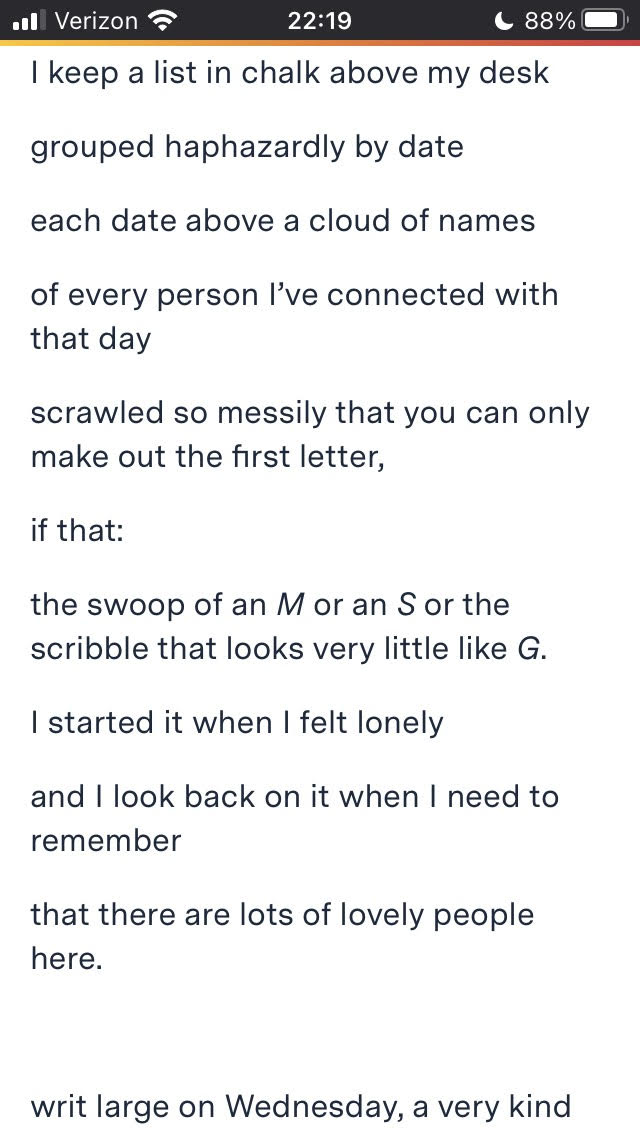 Verizon 22:19 88%
I keep a list in chalk above my desk
grouped haphazardly by date
each date above a cloud of names
of every person I’ve connected with
that day
scrawled so messily that you can only
make out the first letter,
if that:
the swoop of an M or an S or the
scribble that looks very little like G.
I started it when I felt lonely
and I look back on it when I need to
remember
that there are lots of lovely people
here.
writ large on Wednesday, a very kind